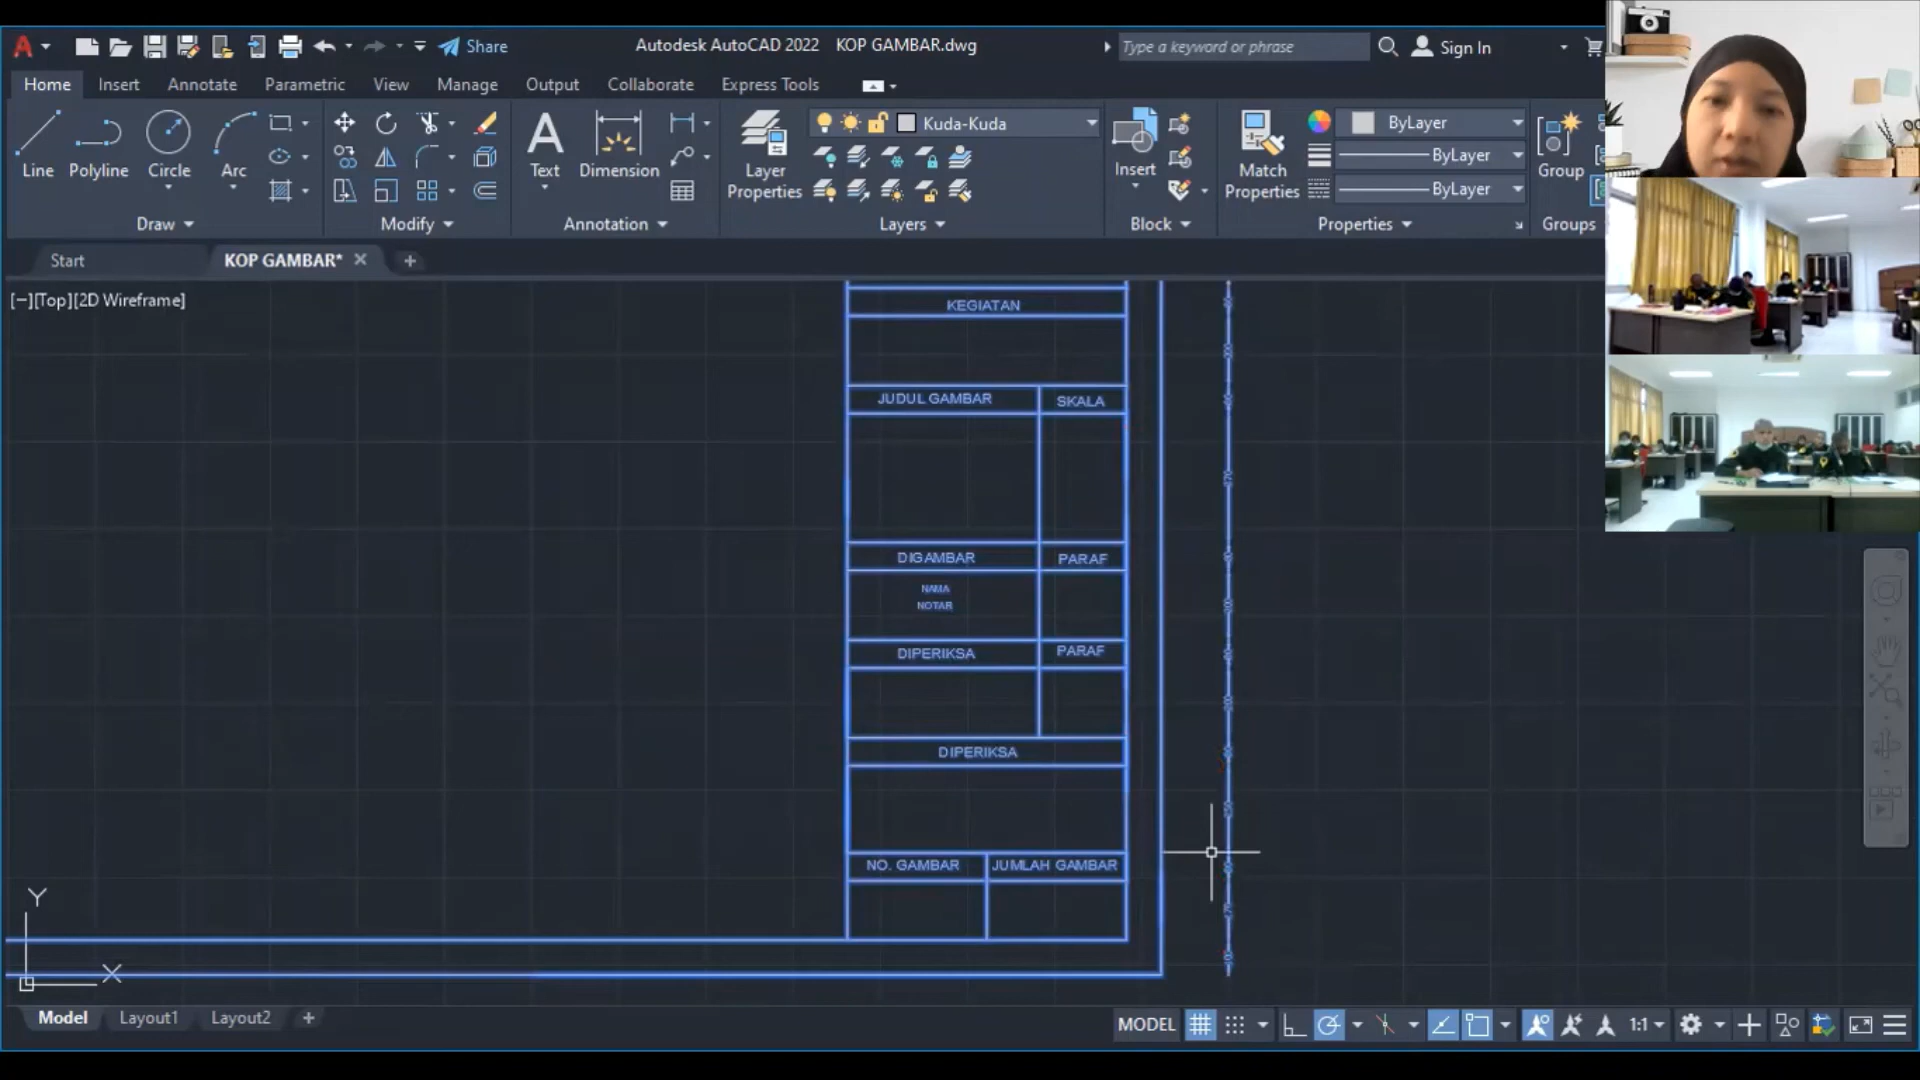 Share
Autodesk AutoCAD 2022 KOP GAMBAR.dwg
Type a keyword or phrase
Sign In
Home Insert Annotate Parametric View Manage Output Collaborate Express Tools
Kuda-Kuda
ByLayer
ByLayer
ByLayer
Line Polyline Circle Arc
Text Dimension
Layer Properties
Insert
Match Properties
Group
Draw Modify Annotation Layers Block Properties Groups
Start KOP GAMBAR*
[−][Top][2D Wireframe]
KEGIATAN
JUDUL GAMBAR SKALA
DIGAMBAR PARAF
NAMA
NOTAR
DIPERIKSA PARAF
DIPERIKSA
NO. GAMBAR JUMLAH GAMBAR
Y
X
Model Layout1 Layout2
MODEL 1:1